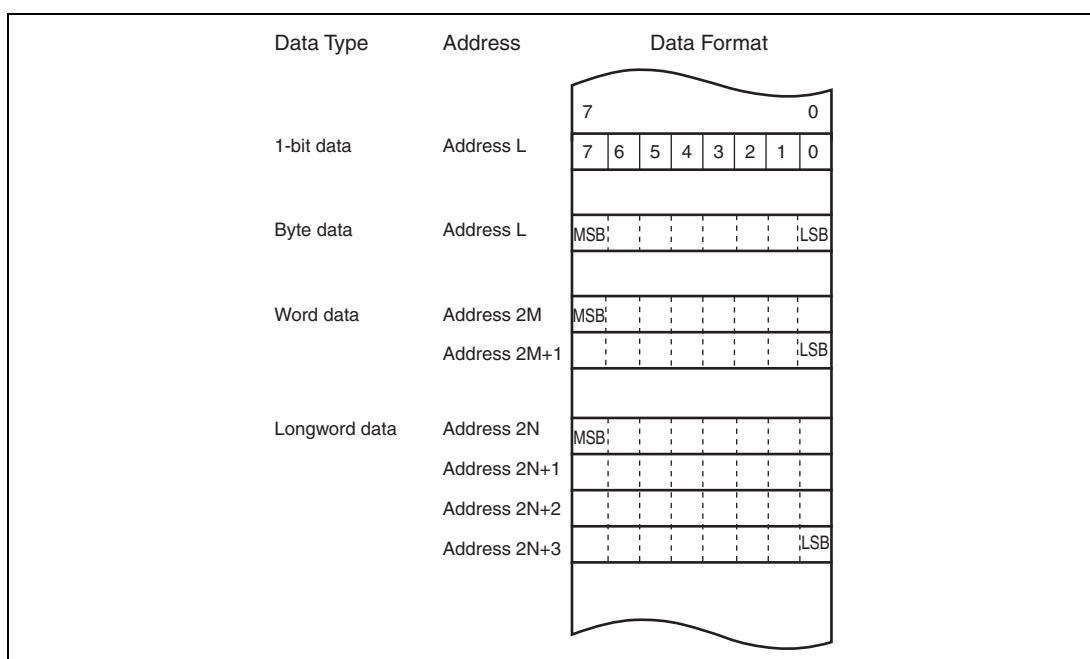 Data Type Address Data Format
7 0
1-bit data Address L 7 6 5 4 3 2 1 0
Byte data Address L MSB LSB
Word data Address 2M MSB
Address 2M+1 LSB
Longword data Address 2N MSB
Address 2N+1
Address 2N+2
Address 2N+3 LSB